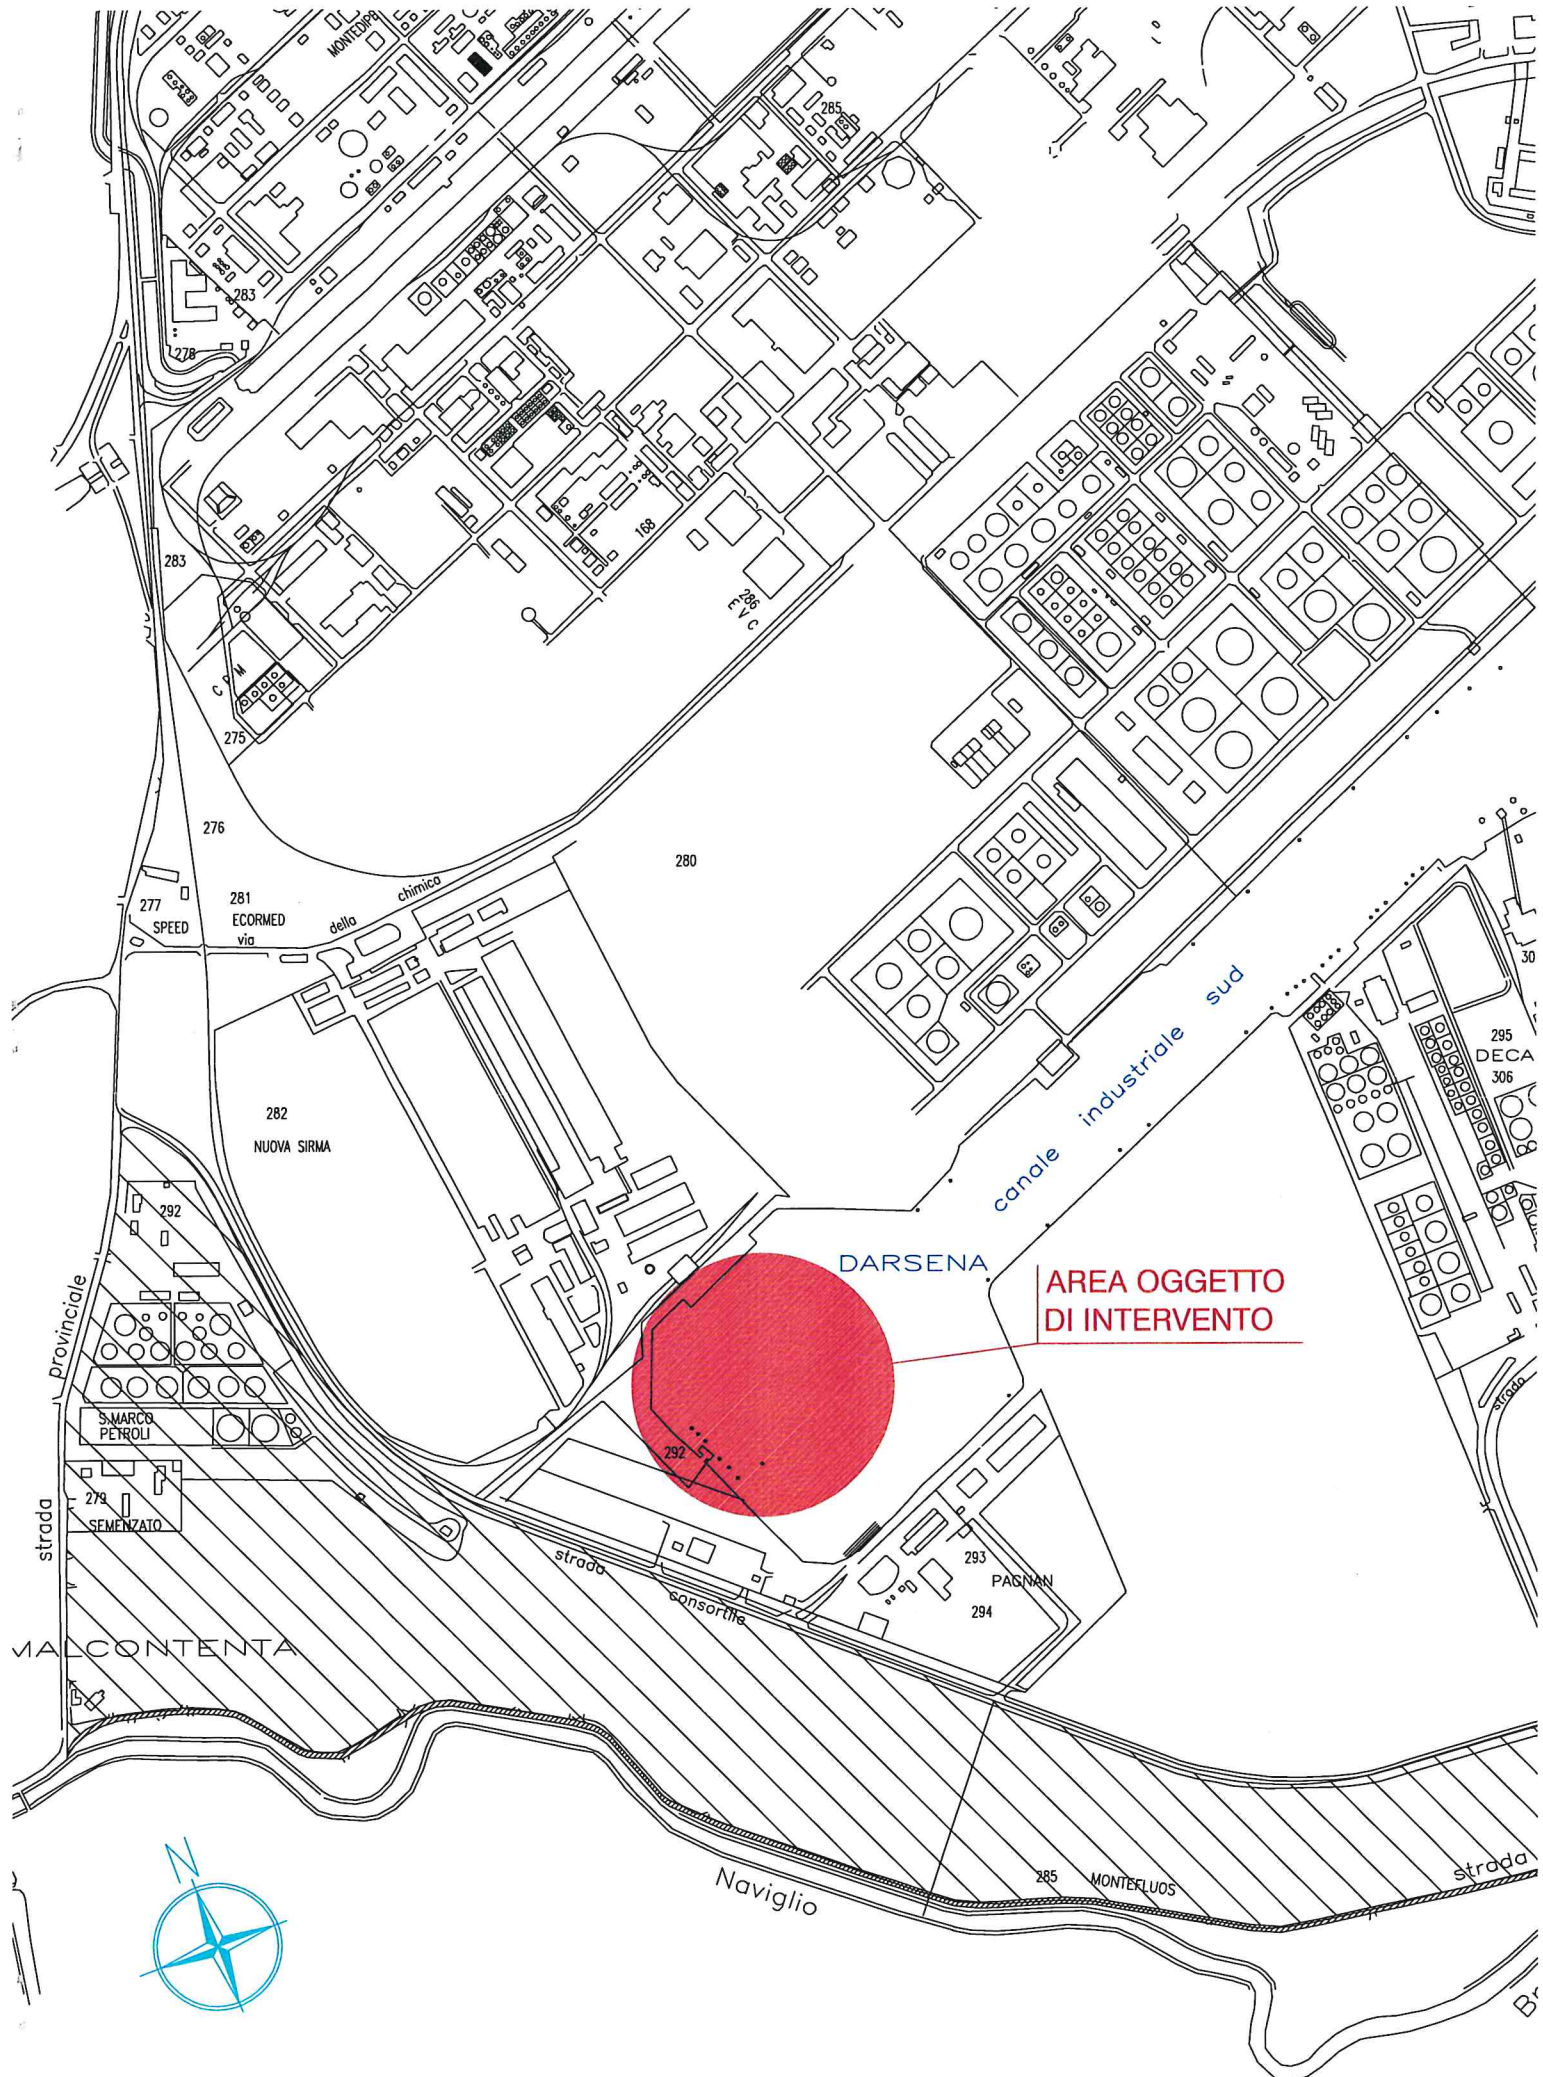 MONTEDIPE
285
283
278
168
283
286
E V C
C P M
275
276
280
277
SPEED
281
ECORMED
via
della
chimica
canale industriale sud
295
DECA
306
30
282
NUOVA SIRMA
292
DARSENA
AREA OGGETTO
DI INTERVENTO
strada
provinciale
S.MARCO
PETROLI
292
279
SEMENZATO
strada
strada
consortile
293
PAGNAN
294
MALCONTENTA
N
Naviglio
285
MONTEFLUOS
strada
Br